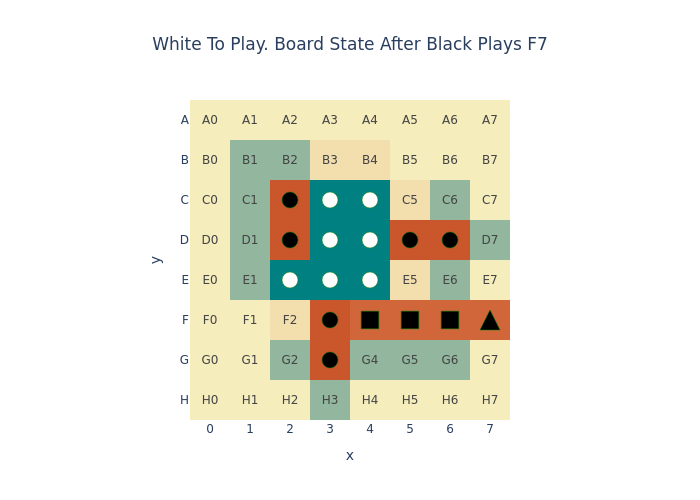 White To Play. Board State After Black Plays F7
A A0 A1 A2 A3 A4 A5 A6 A7
B B0 B1 B2 B3 B4 B5 B6 B7
C C0 C1 C5 C6 C7
D D0 D1 D7
E E0 E1 E5 E6 E7
F F0 F1 F2
G G0 G1 G2 G4 G5 G6 G7
H H0 H1 H2 H3 H4 H5 H6 H7
0 1 2 3 4 5 6 7
x
y